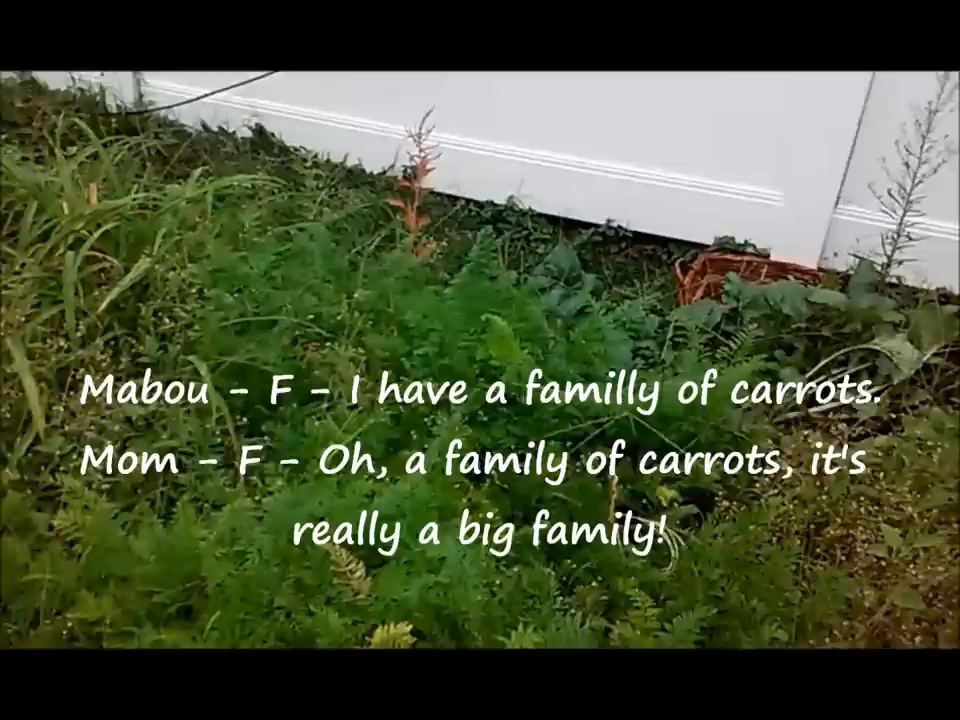 Mabou - F - I have a familly of carrots.
Mom - F - Oh, a family of carrots, it's
really a big family!